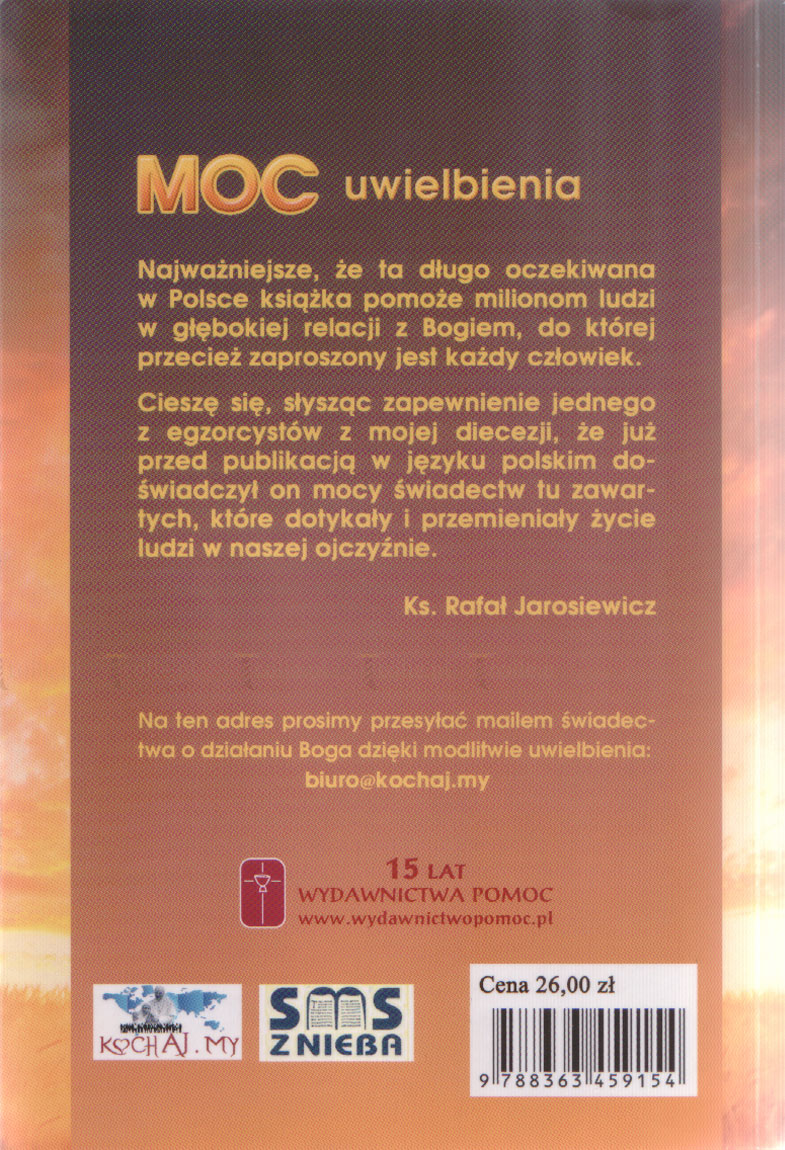 MOC uwielbienia
Najważniejsze, że ta długo oczekiwana
w Polsce książka pomoże milionom ludzi
w głębokiej relacji z Bogiem, do której
przecież zaproszony jest każdy człowiek.
Cieszę się, słysząc zapewnienie jednego
z egzorcystów z mojej diecezji, że już
przed publikacją w języku polskim do-
świadczył on mocy świadectw tu zawar-
tych, które dotykały i przemieniały życie
ludzi w naszej ojczyźnie.
Ks. Rafał Jarosiewicz
Na ten adres prosimy przesyłać mailem świadec-
twa o działaniu Boga dzięki modlitwie uwielbienia:
biuro@kochaj.my
15 LAT
WYDAWNICTWA POMOC
www.wydawnictwopomoc.pl
KOCHAJ.MY
SMS
Z NIEBA
Cena 26,00 zł
9 788363 459154